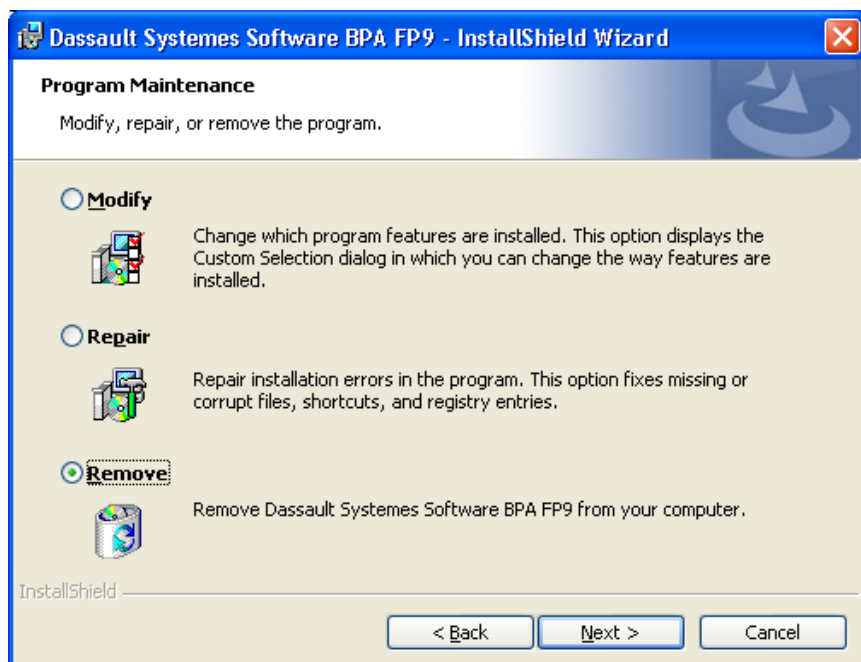 Dassault Systemes Software BPA FP9 - InstallShield Wizard
Program Maintenance
Modify, repair, or remove the program.
Modify
Change which program features are installed. This option displays the
Custom Selection dialog in which you can change the way features are
installed.
Repair
Repair installation errors in the program. This option fixes missing or
corrupt files, shortcuts, and registry entries.
Remove
Remove Dassault Systemes Software BPA FP9 from your computer.
InstallShield
< Back Next > Cancel